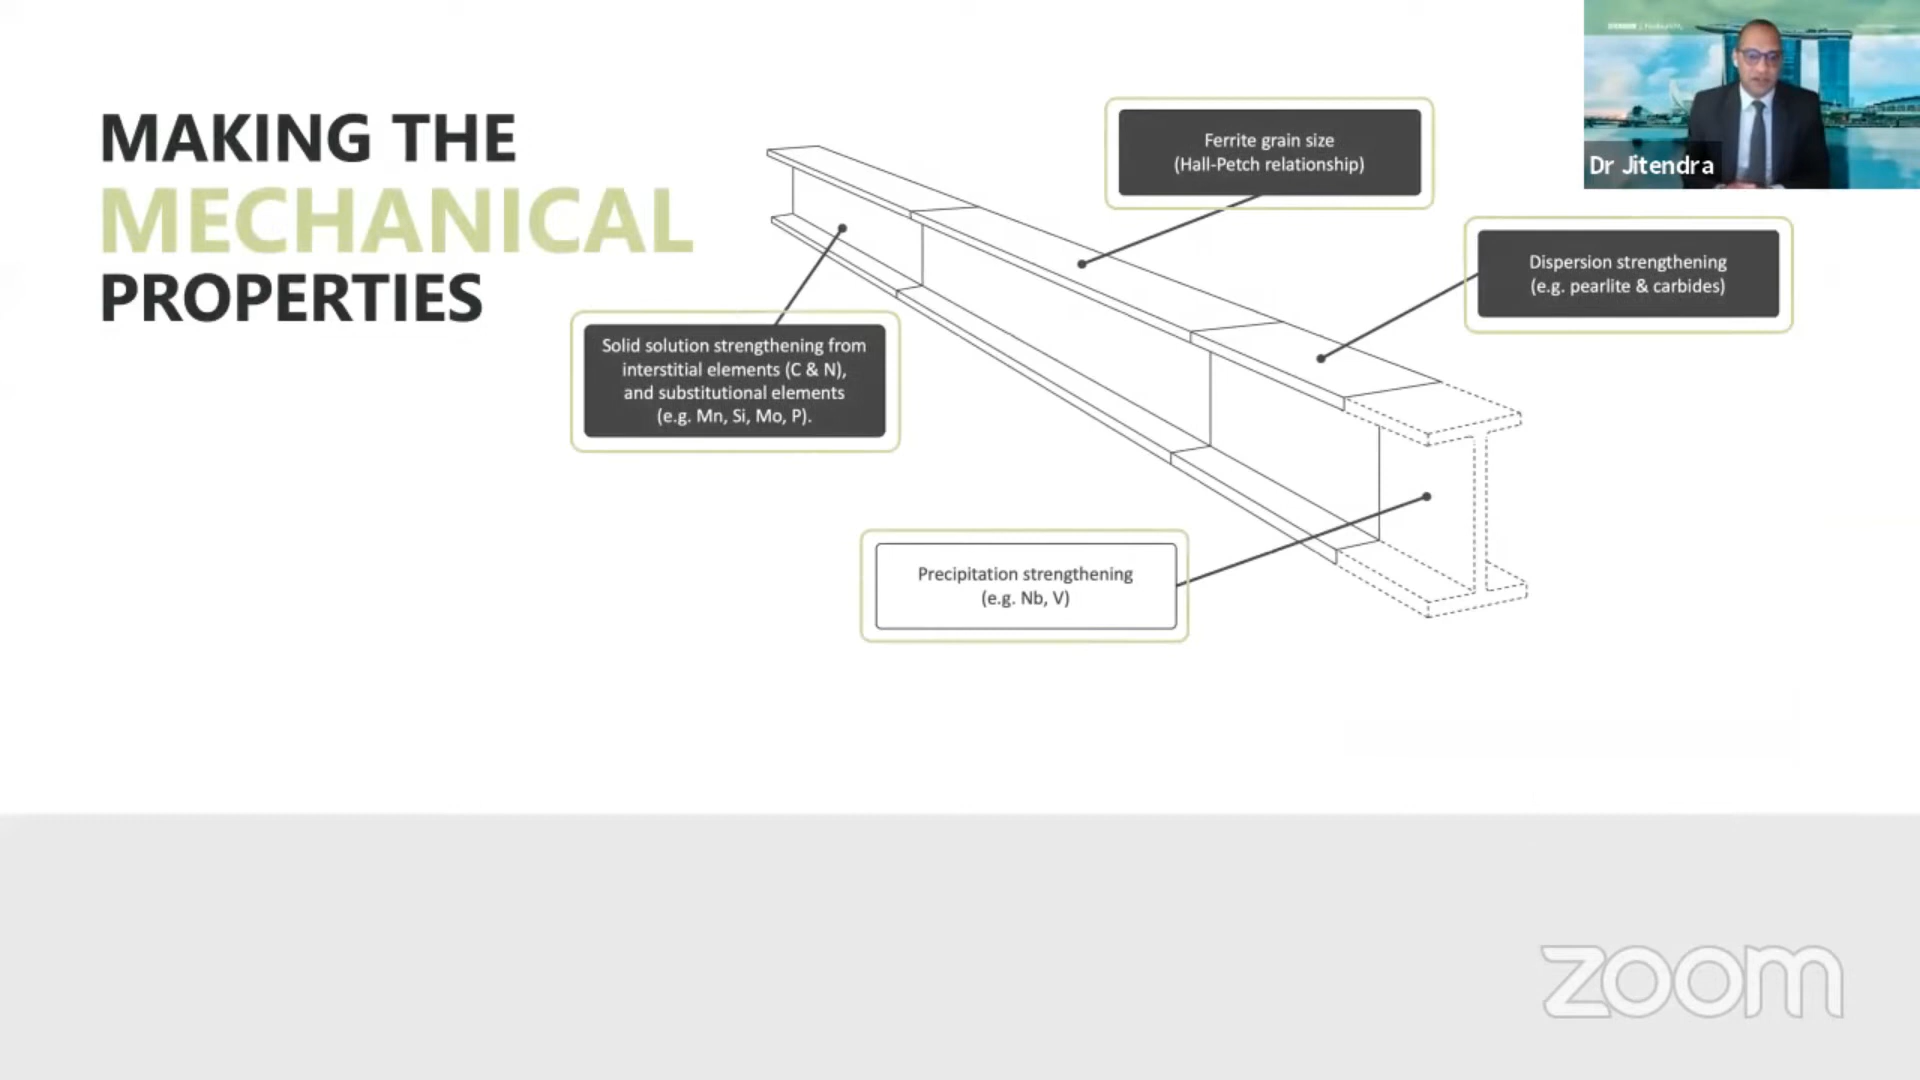 MAKING THE
MECHANICAL
PROPERTIES
Ferrite grain size
(Hall-Petch relationship)
Dr Jitendra
Dispersion strengthening
(e.g. pearlite & carbides)
Solid solution strengthening from
interstitial elements (C & N),
and substitutional elements
(e.g. Mn, Si, Mo, P).
Precipitation strengthening
(e.g. Nb, V)
zoom